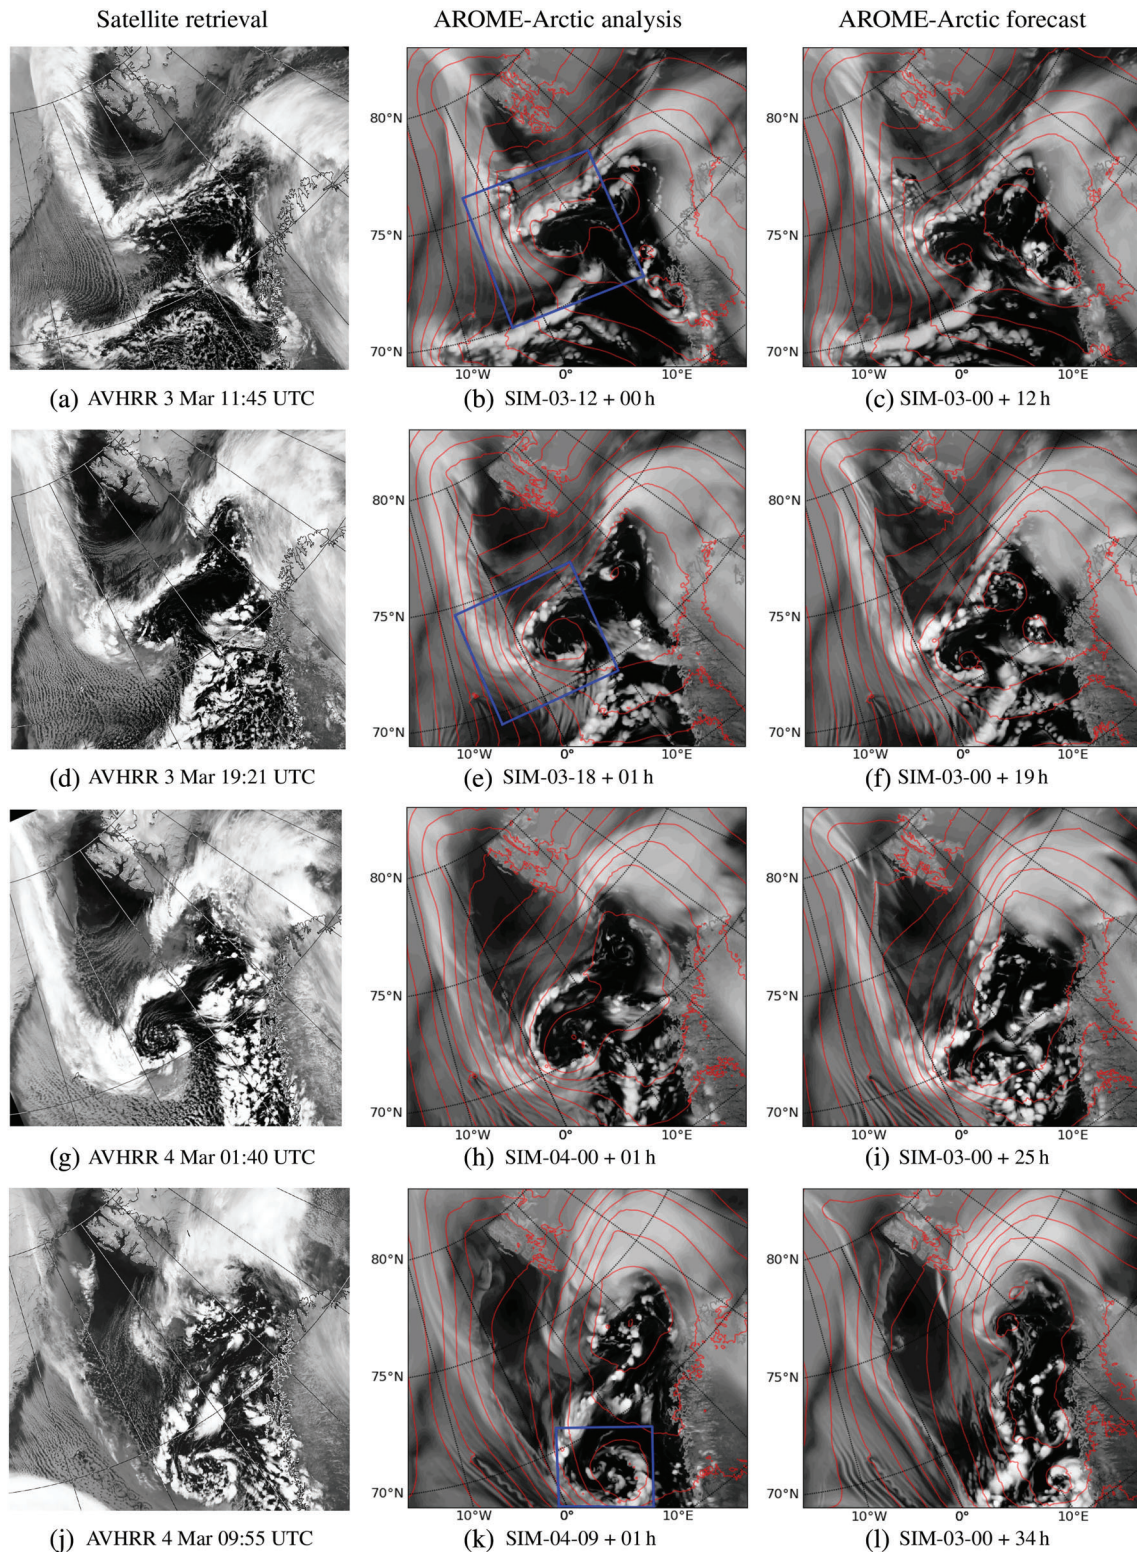 Satellite retrieval AROME-Arctic analysis AROME-Arctic forecast
80°N 80°N
75°N 75°N
70°N 70°N
10°W 0° 10°E 10°W 0° 10°E
(a) AVHRR 3 Mar 11:45 UTC (b) SIM-03-12 + 00 h (c) SIM-03-00 + 12 h
80°N 80°N
75°N 75°N
70°N 70°N
10°W 0° 10°E 10°W 0° 10°E
(d) AVHRR 3 Mar 19:21 UTC (e) SIM-03-18 + 01 h (f) SIM-03-00 + 19 h
80°N 80°N
75°N 75°N
70°N 70°N
10°W 0° 10°E 10°W 0° 10°E
(g) AVHRR 4 Mar 01:40 UTC (h) SIM-04-00 + 01 h (i) SIM-03-00 + 25 h
80°N 80°N
75°N 75°N
70°N 70°N
10°W 0° 10°E 10°W 0° 10°E
(j) AVHRR 4 Mar 09:55 UTC (k) SIM-04-09 + 01 h (l) SIM-03-00 + 34 h